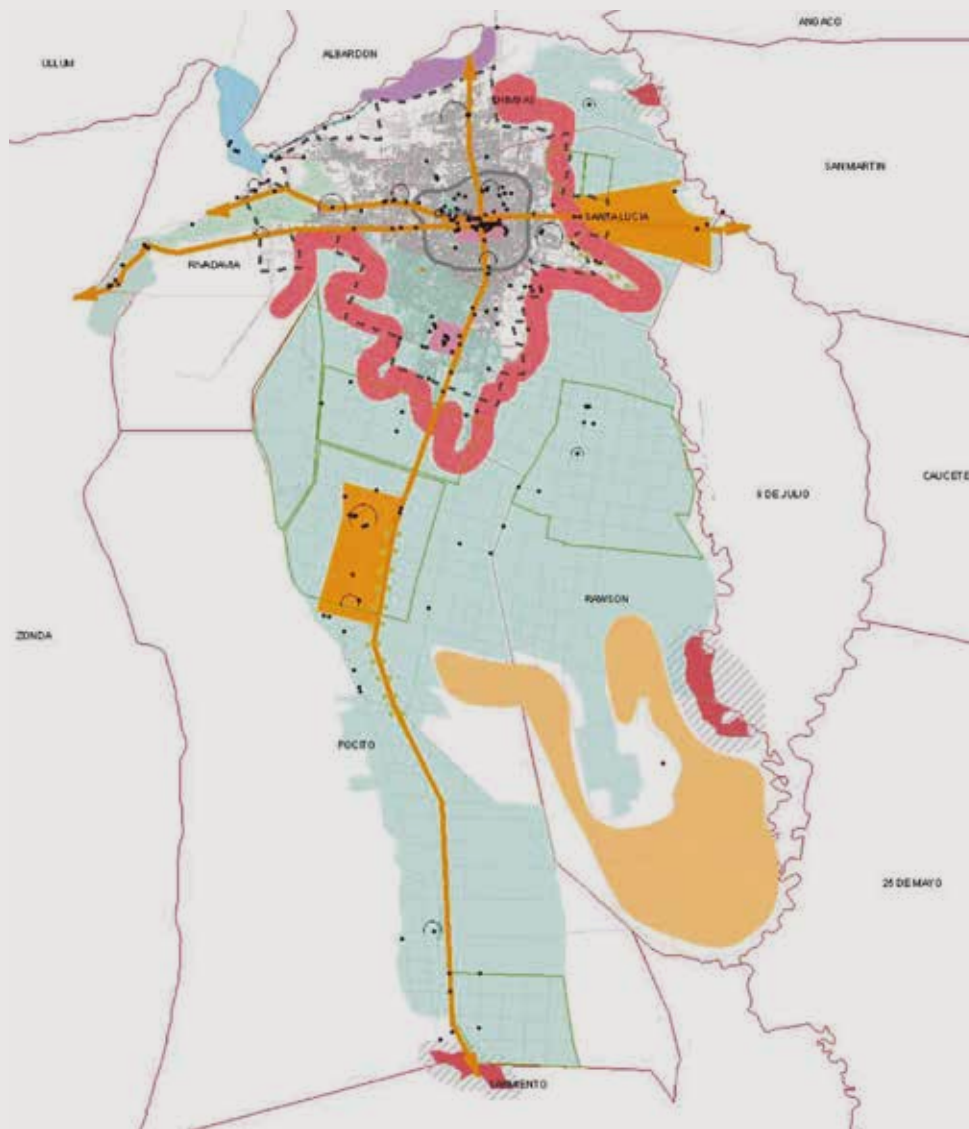 ANGACO
ALBARDON
ULLUM
CHIMBAS
SAN MARTIN
SANTA LUCIA
RIVADAVIA
CAUCETE
9 DE JULIO
RAWSON
ZONDA
POCITO
25 DE MAYO
SARMIENTO